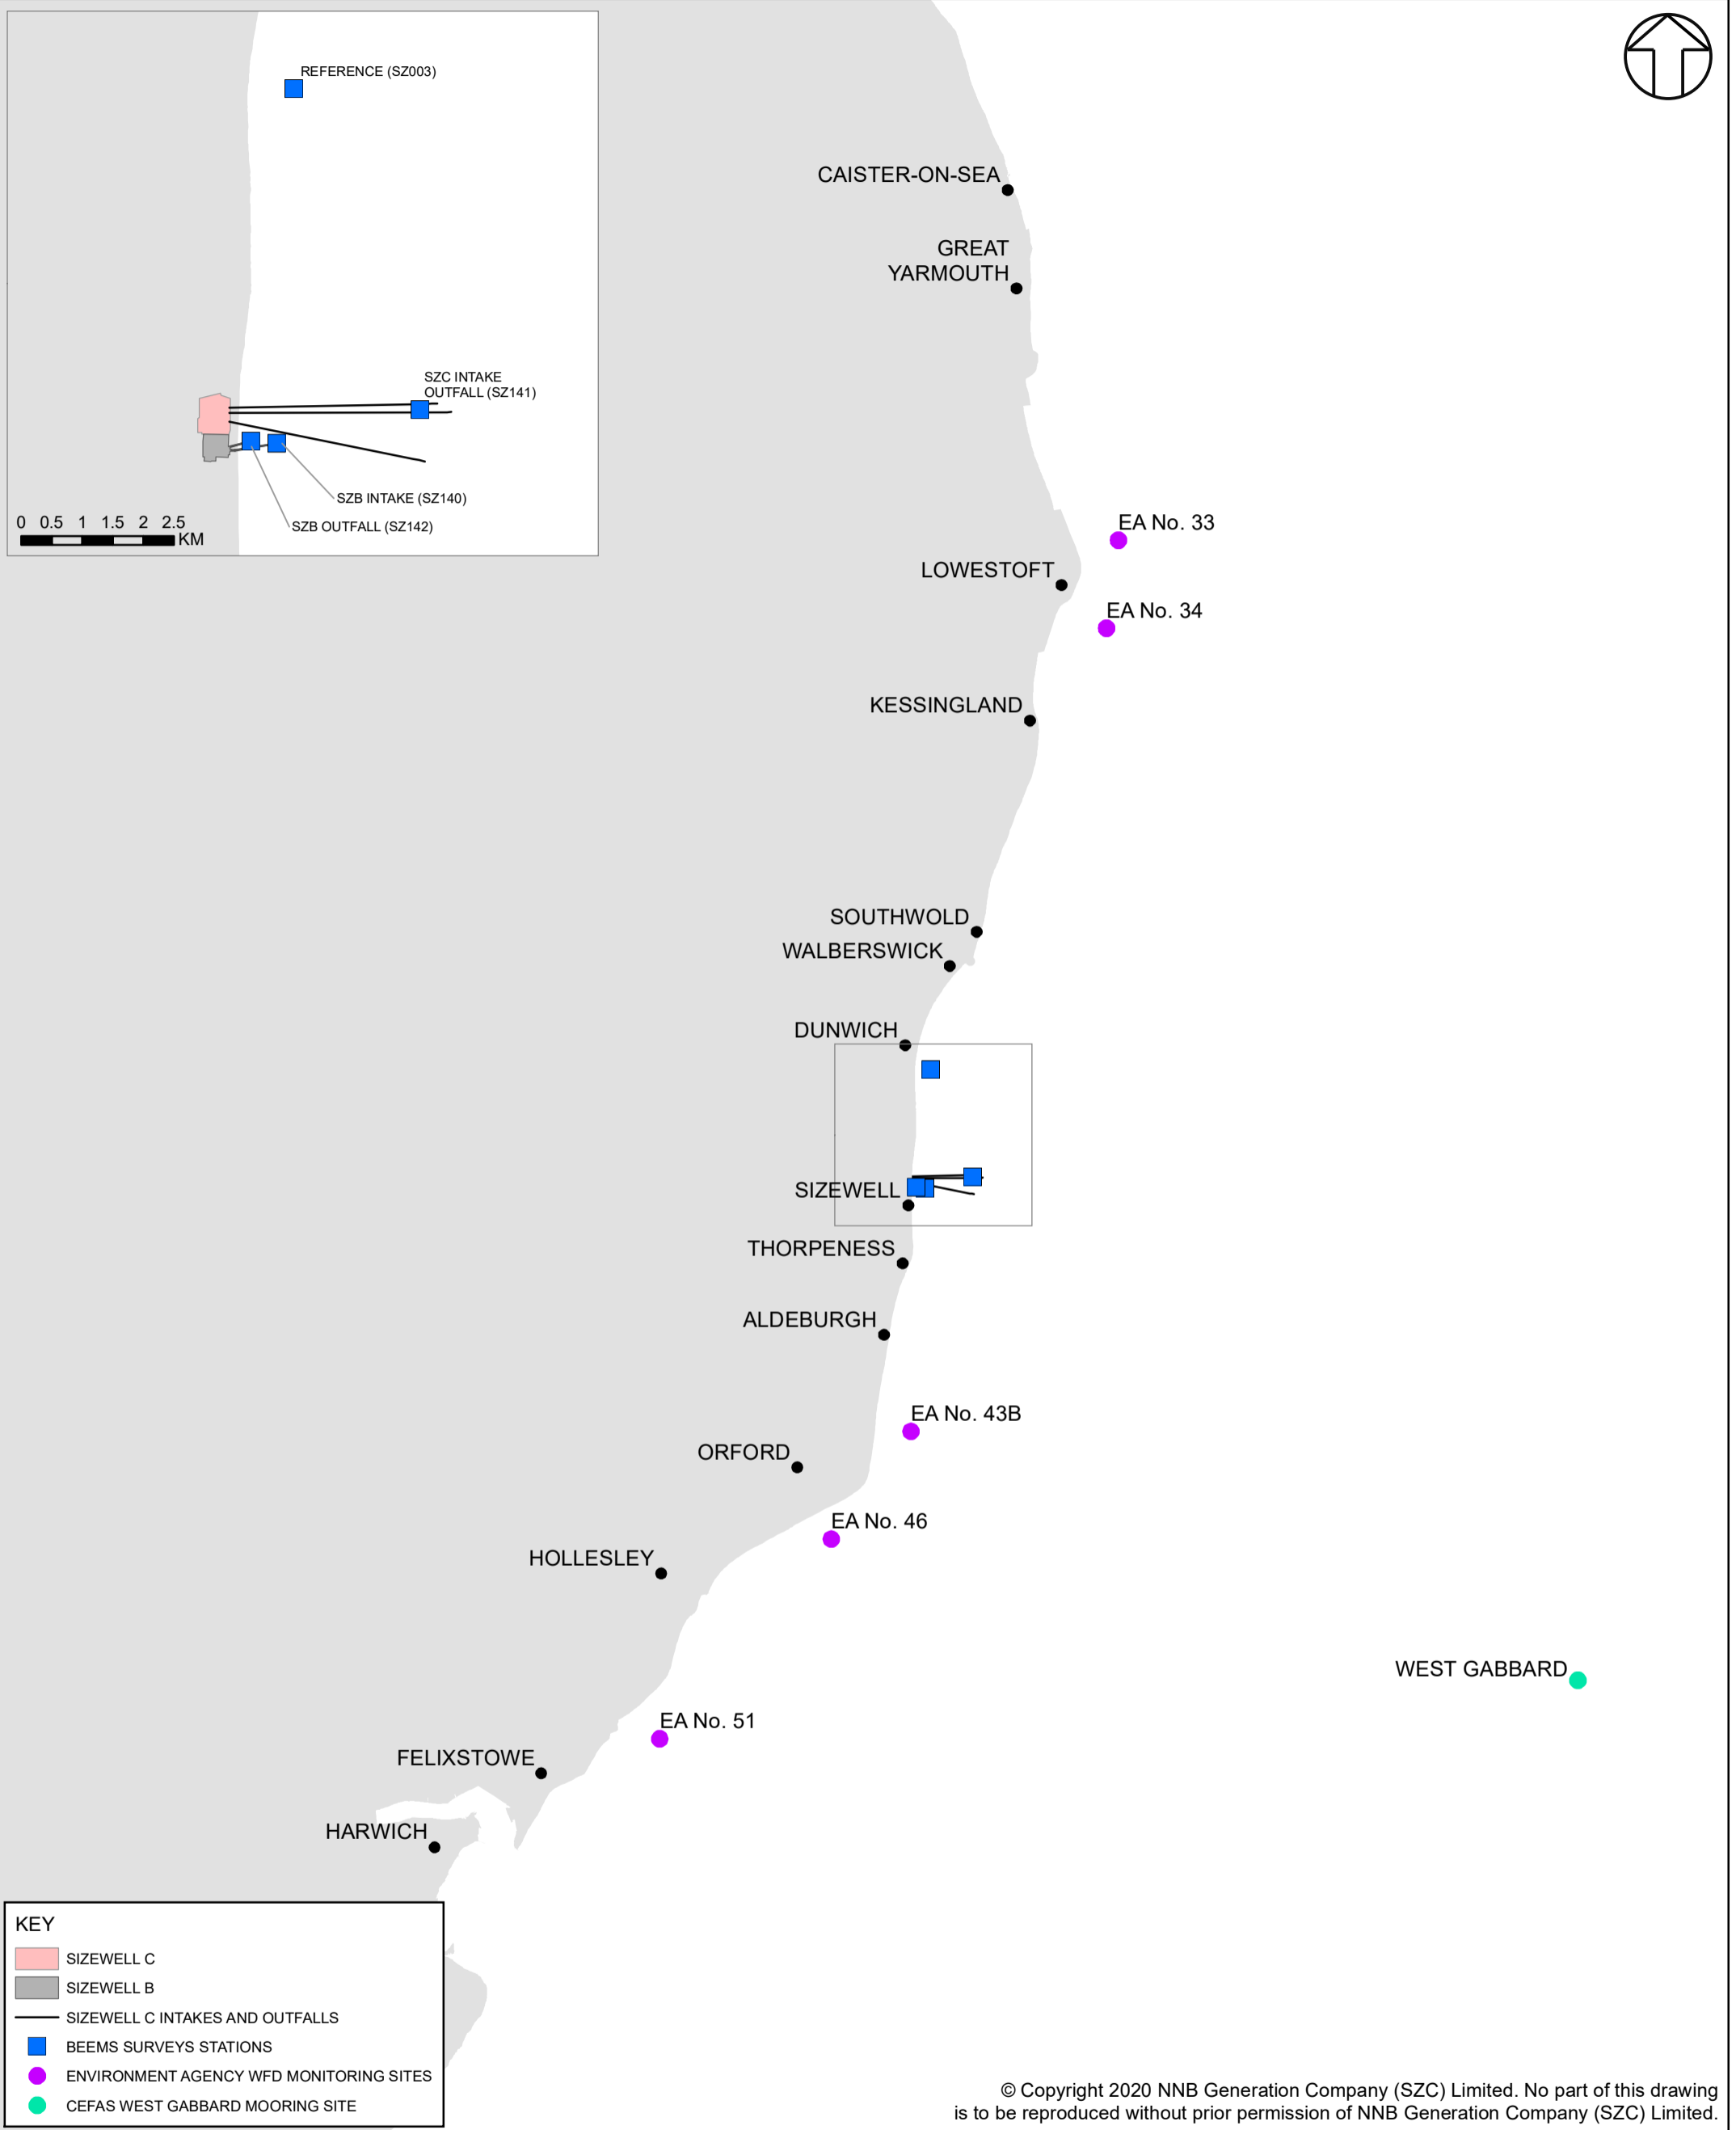 REFERENCE (SZ003)
SZC INTAKE
OUTFALL (SZ141)
SZB INTAKE (SZ140)
SZB OUTFALL (SZ142)
0 0.5 1 1.5 2 2.5
KM
CAISTER-ON-SEA
GREAT
YARMOUTH
EA No. 33
LOWESTOFT
EA No. 34
KESSINGLAND
SOUTHWOLD
WALBERSWICK
DUNWICH
SIZEWELL
THORPENESS
ALDEBURGH
EA No. 43B
ORFORD
EA No. 46
HOLLESLEY
WEST GABBARD
EA No. 51
FELIXSTOWE
HARWICH
KEY
SIZEWELL C
SIZEWELL B
SIZEWELL C INTAKES AND OUTFALLS
BEEMS SURVEYS STATIONS
ENVIRONMENT AGENCY WFD MONITORING SITES
CEFAS WEST GABBARD MOORING SITE
© Copyright 2020 NNB Generation Company (SZC) Limited. No part of this drawing
is to be reproduced without prior permission of NNB Generation Company (SZC) Limited.